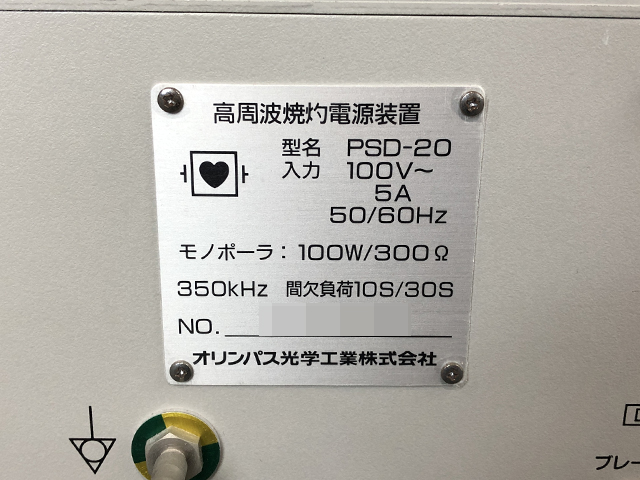 高周波焼灼電源装置
型名 PSD-20
入力 100V～
5A
50/60Hz
モノポーラ：100W/300Ω
350kHz 間欠負荷10S/30S
NO.
オリンパス光学工業株式会社
ブレー